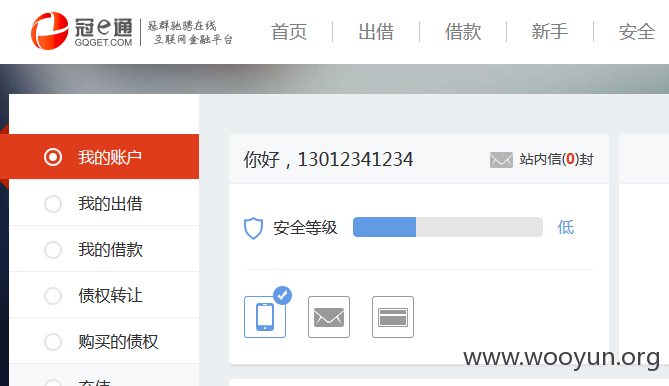 冠e通
GQGET.COM
冠群驰骋在线
互联网金融平台
首页
出借
借款
新手
安全
我的账户
我的出借
我的借款
债权转让
购买的债权
充值
你好，13012341234
站内信(0)封
安全等级
低
www.wooyun.org